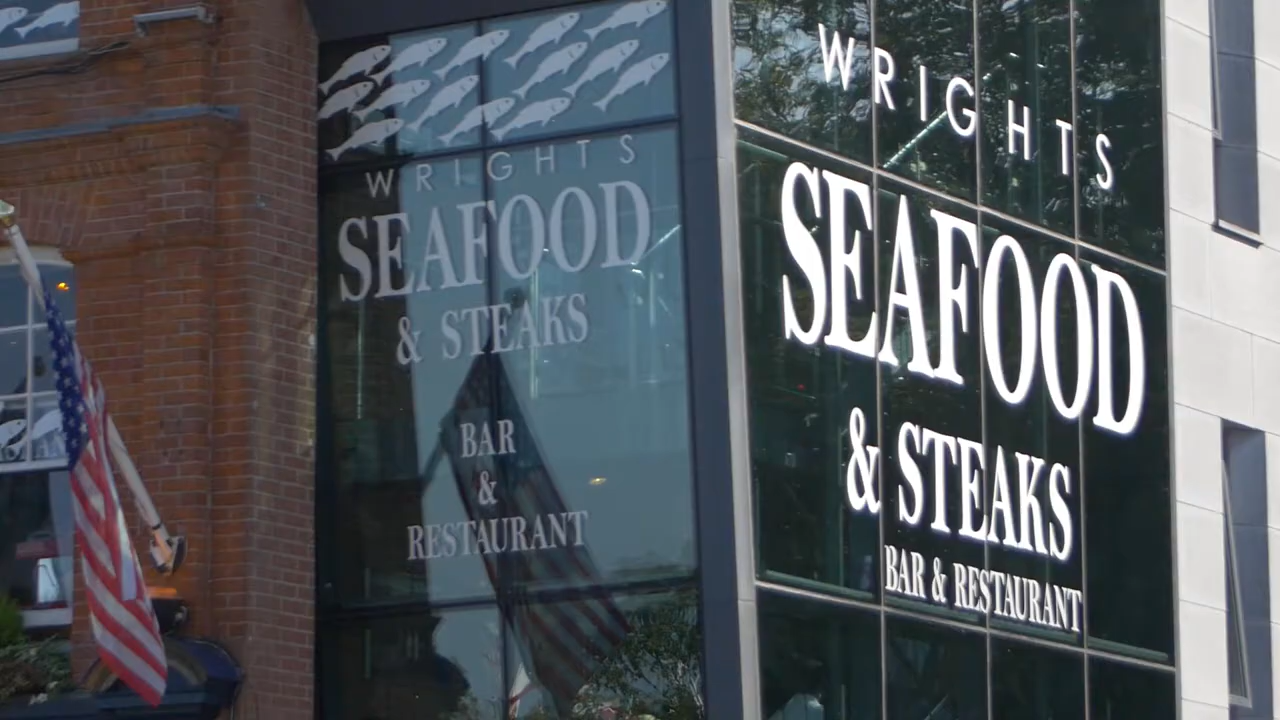 WRIGHTS
SEAFOOD
& STEAKS
BAR
&
RESTAURANT
WRIGHTS
SEAFOOD
& STEAKS
BAR & RESTAURANT